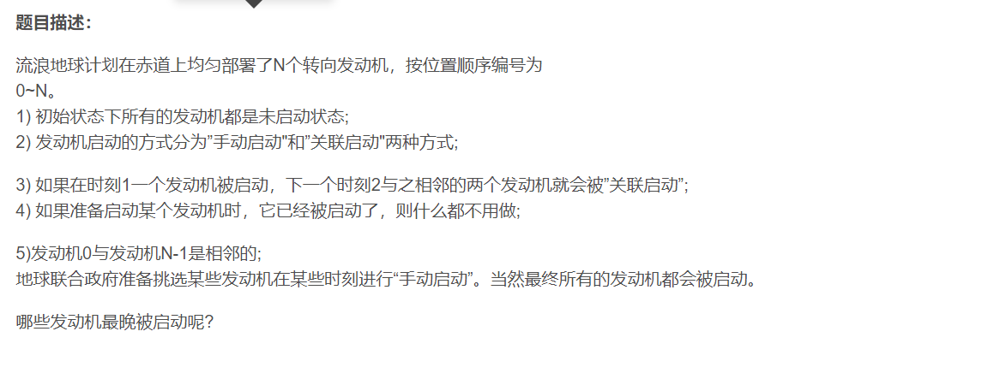 题目描述：
流浪地球计划在赤道上均匀部署了N个转向发动机，按位置顺序编号为
0~N。
1) 初始状态下所有的发动机都是未启动状态;
2) 发动机启动的方式分为”手动启动"和”关联启动"两种方式;
3) 如果在时刻1一个发动机被启动，下一个时刻2与之相邻的两个发动机就会被”关联启动”;
4) 如果准备启动某个发动机时，它已经被启动了，则什么都不用做;
5)发动机0与发动机N-1是相邻的;
地球联合政府准备挑选某些发动机在某些时刻进行“手动启动”。当然最终所有的发动机都会被启动。
哪些发动机最晚被启动呢?